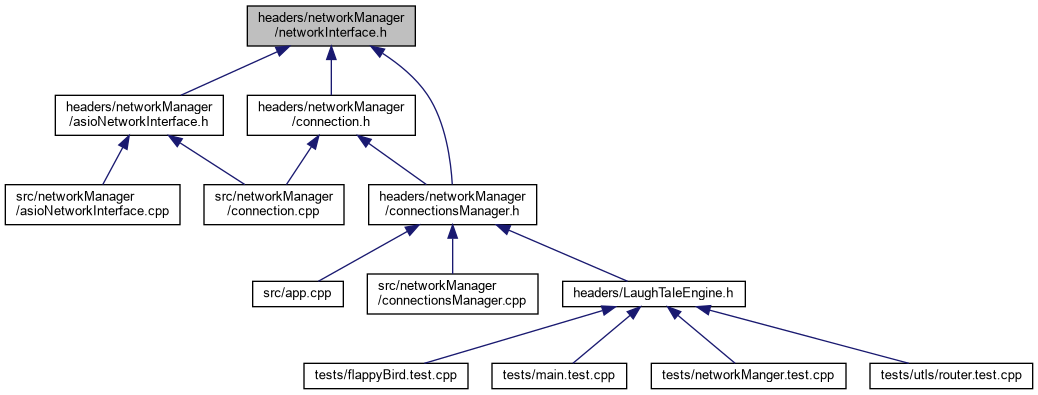 headers/networkManager
/networkInterface.h
headers/networkManager
/asioNetworkInterface.h
headers/networkManager
/connection.h
src/networkManager
/asioNetworkInterface.cpp
src/networkManager
/connection.cpp
headers/networkManager
/connectionsManager.h
src/app.cpp
src/networkManager
/connectionsManager.cpp
headers/LaughTaleEngine.h
tests/flappyBird.test.cpp
tests/main.test.cpp
tests/networkManger.test.cpp
tests/utls/router.test.cpp